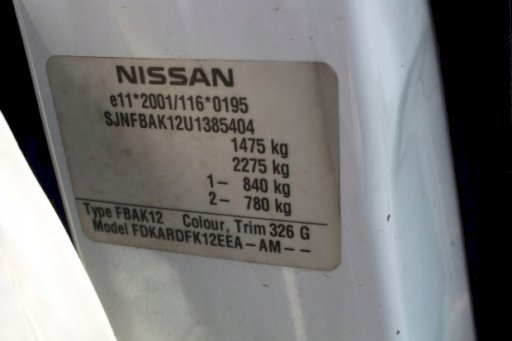 NISSAN
e11*2001/116*0195
SJNFBAK12U1385404
1475 kg
2275 kg
1- 840 kg
2- 780 kg
Type FBAK12 Colour, Trim 326 G
Model FDKARDFK12EEA-AM--